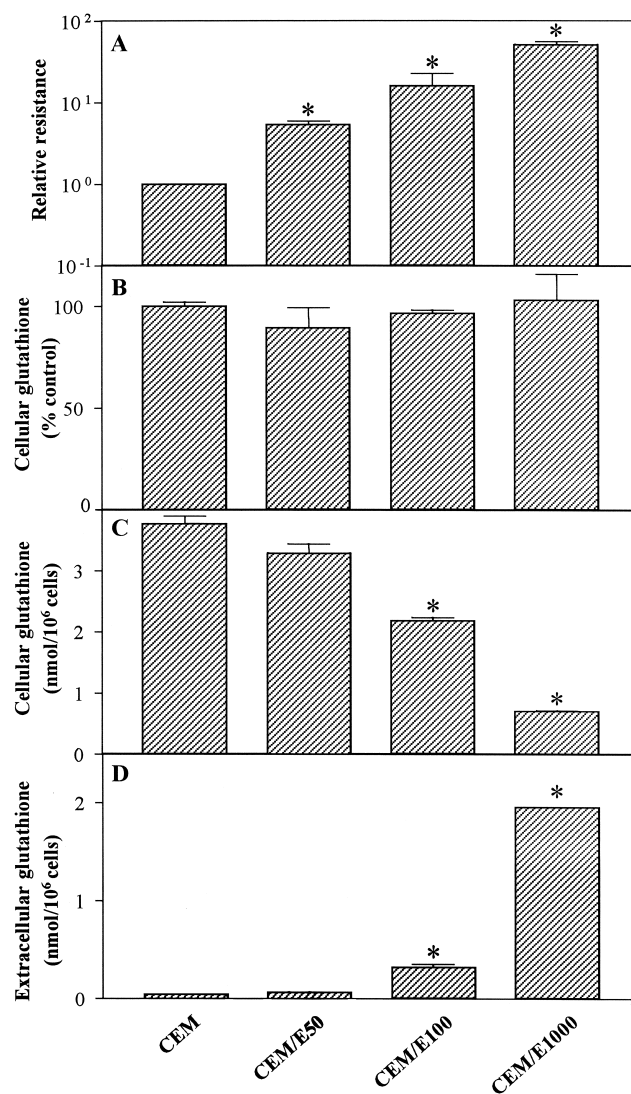 A
Relative resistance
10²
10¹
10⁰
10⁻¹
*
*
*
B
Cellular glutathione
(% control)
100
50
0
C
Cellular glutathione
(nmol/10⁶ cells)
3
2
1
0
*
*
D
Extracellular glutathione
(nmol/10⁶ cells)
2
1
0
*
*
CEM
CEM/E50
CEM/E100
CEM/E1000